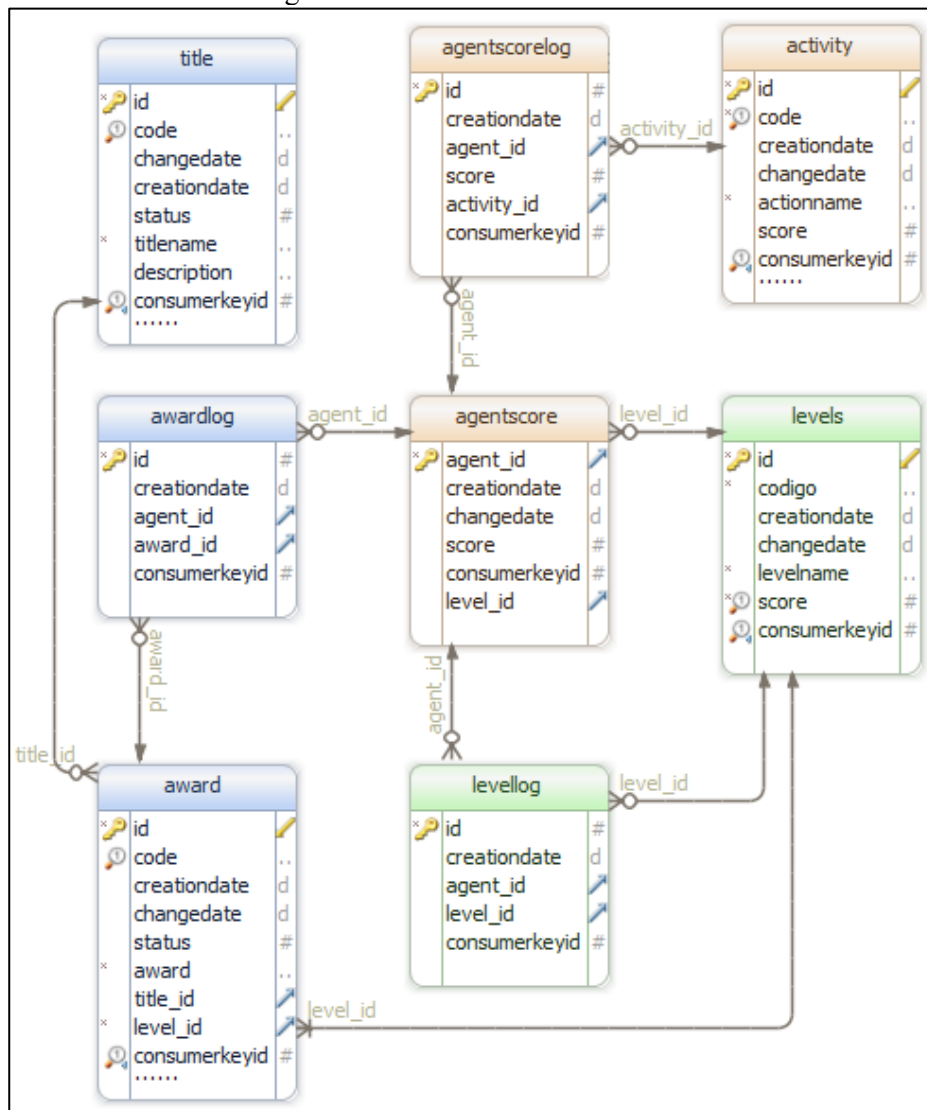 title
id
code
changedate
creationdate
status #
titlename
description
consumerkeyid #
agentscorelog
id #
creationdate d
agent_id
score #
activity_id
consumerkeyid #
activity_id
activity
id
code
creationdate d
changedate d
actionname
score #
consumerkeyid #
agent_id
awardlog
id #
creationdate d
agent_id
award_id
consumerkeyid #
agent_id
agentscore
agent_id
creationdate d
changedate d
score #
consumerkeyid #
level_id
level_id
levels
id
codigo
creationdate d
changedate d
levelname
score #
consumerkeyid #
award_id
agent_id
title_id
award
id
code
creationdate d
changedate d
status #
award
title_id
level_id
consumerkeyid #
levellog
id #
creationdate d
agent_id
level_id
consumerkeyid #
level_id
level_id